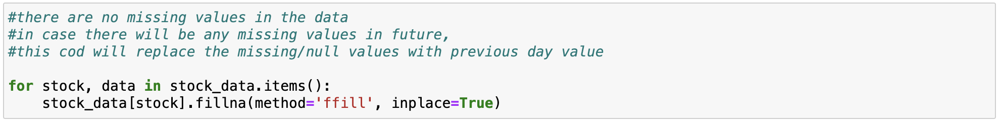 #there are no missing values in the data
#in case there will be any missing values in future,
#this cod will replace the missing/null values with previous day value

for stock, data in stock_data.items():
    stock_data[stock].fillna(method='ffill', inplace=True)